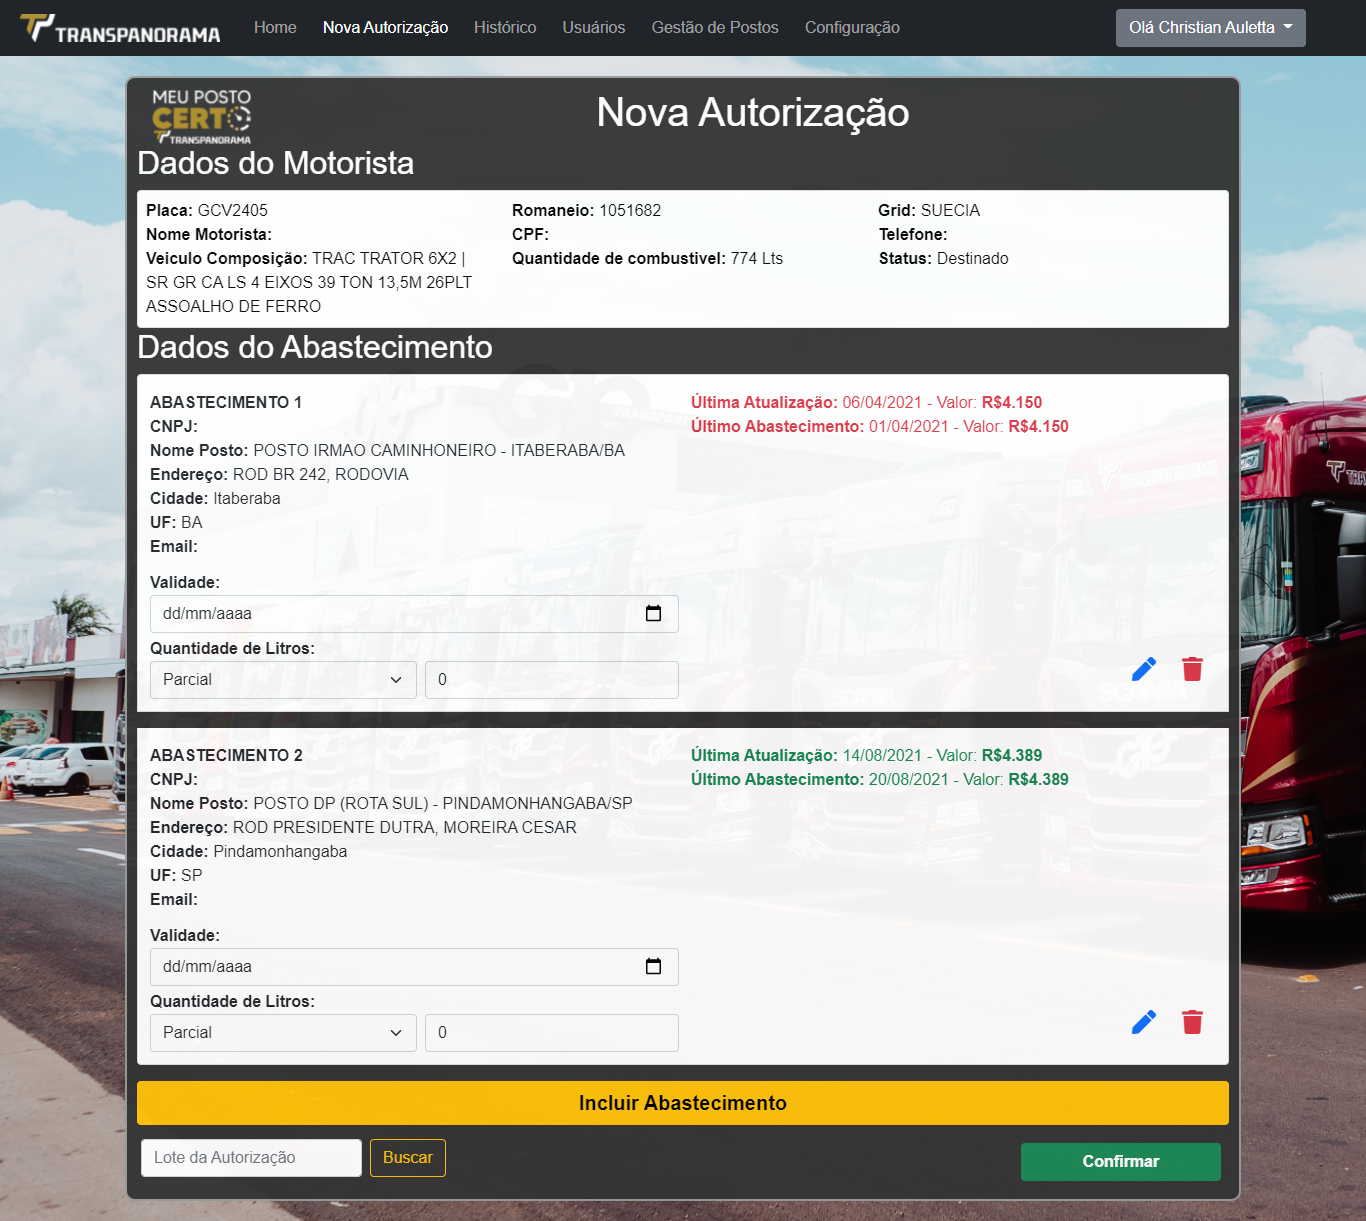 TRANSPANORAMA
Home
Nova Autorização
Histórico
Usuários
Gestão de Postos
Configuração
Olá Christian Auletta
MEU POSTO
CERTO
TRANSPANORAMA
Nova Autorização
Dados do Motorista
Placa: GCV2405
Romaneio: 1051682
Grid: SUECIA
Nome Motorista:
CPF:
Telefone:
Veiculo Composição: TRAC TRATOR 6X2 |
SR GR CA LS 4 EIXOS 39 TON 13,5M 26PLT
ASSOALHO DE FERRO
Quantidade de combustivel: 774 Lts
Status: Destinado
Dados do Abastecimento
ABASTECIMENTO 1
CNPJ:
Nome Posto: POSTO IRMAO CAMINHONEIRO - ITABERABA/BA
Endereço: ROD BR 242, RODOVIA
Cidade: Itaberaba
UF: BA
Email:
Última Atualização: 06/04/2021 - Valor: R$4.150
Último Abastecimento: 01/04/2021 - Valor: R$4.150
Validade:
dd/mm/aaaa
Quantidade de Litros:
Parcial
0
ABASTECIMENTO 2
CNPJ:
Nome Posto: POSTO DP (ROTA SUL) - PINDAMONHANGABA/SP
Endereço: ROD PRESIDENTE DUTRA, MOREIRA CESAR
Cidade: Pindamonhangaba
UF: SP
Email:
Última Atualização: 14/08/2021 - Valor: R$4.389
Último Abastecimento: 20/08/2021 - Valor: R$4.389
Validade:
dd/mm/aaaa
Quantidade de Litros:
Parcial
0
Incluir Abastecimento
Lote da Autorização
Buscar
Confirmar